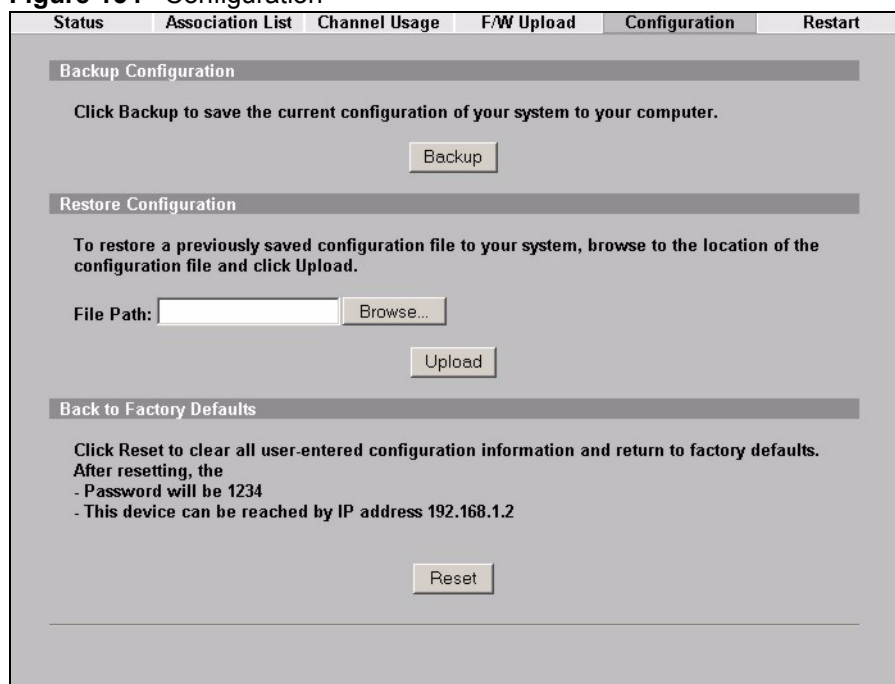 Configuration
Status Association List Channel Usage F/W Upload Configuration Restart
Backup Configuration
Click Backup to save the current configuration of your system to your computer.
Backup
Restore Configuration
To restore a previously saved configuration file to your system, browse to the location of the
configuration file and click Upload.
File Path: Browse...
Upload
Back to Factory Defaults
Click Reset to clear all user-entered configuration information and return to factory defaults.
After resetting, the
- Password will be 1234
- This device can be reached by IP address 192.168.1.2
Reset